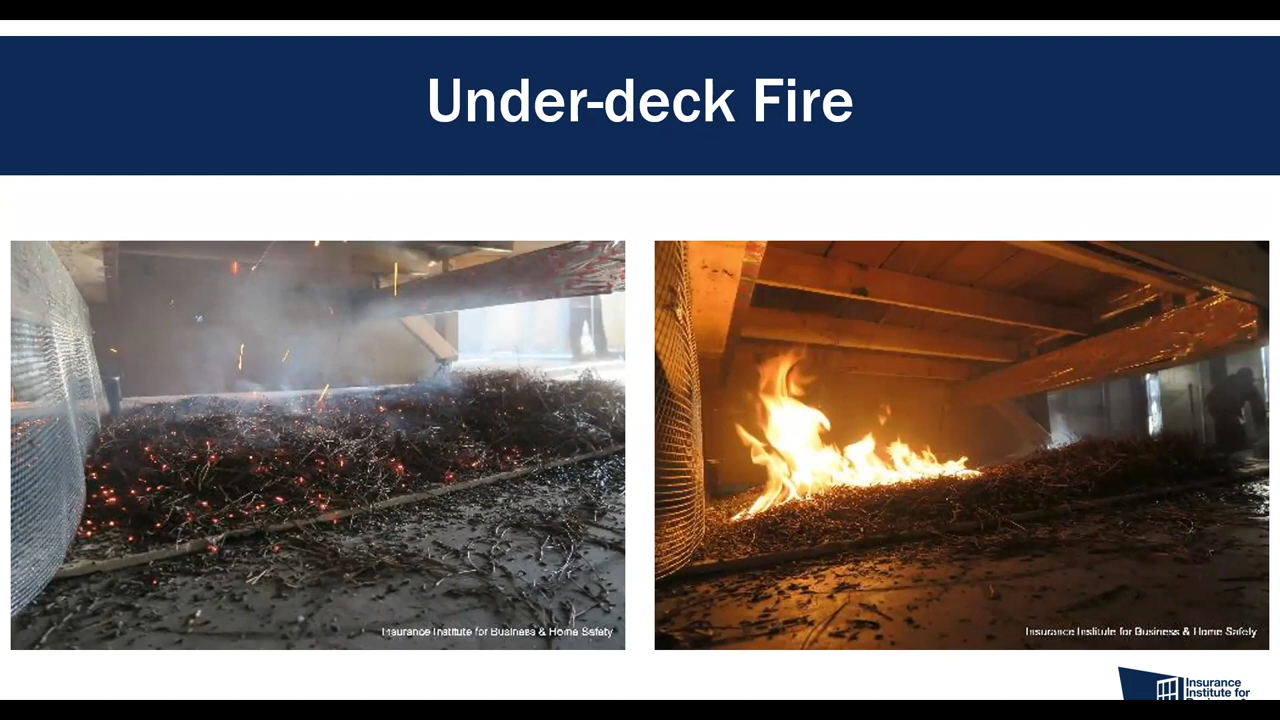 Under-deck Fire
Insurance Institute for Business & Home Safety
Insurance Institute for Business & Home Safety
Insurance
Institute for